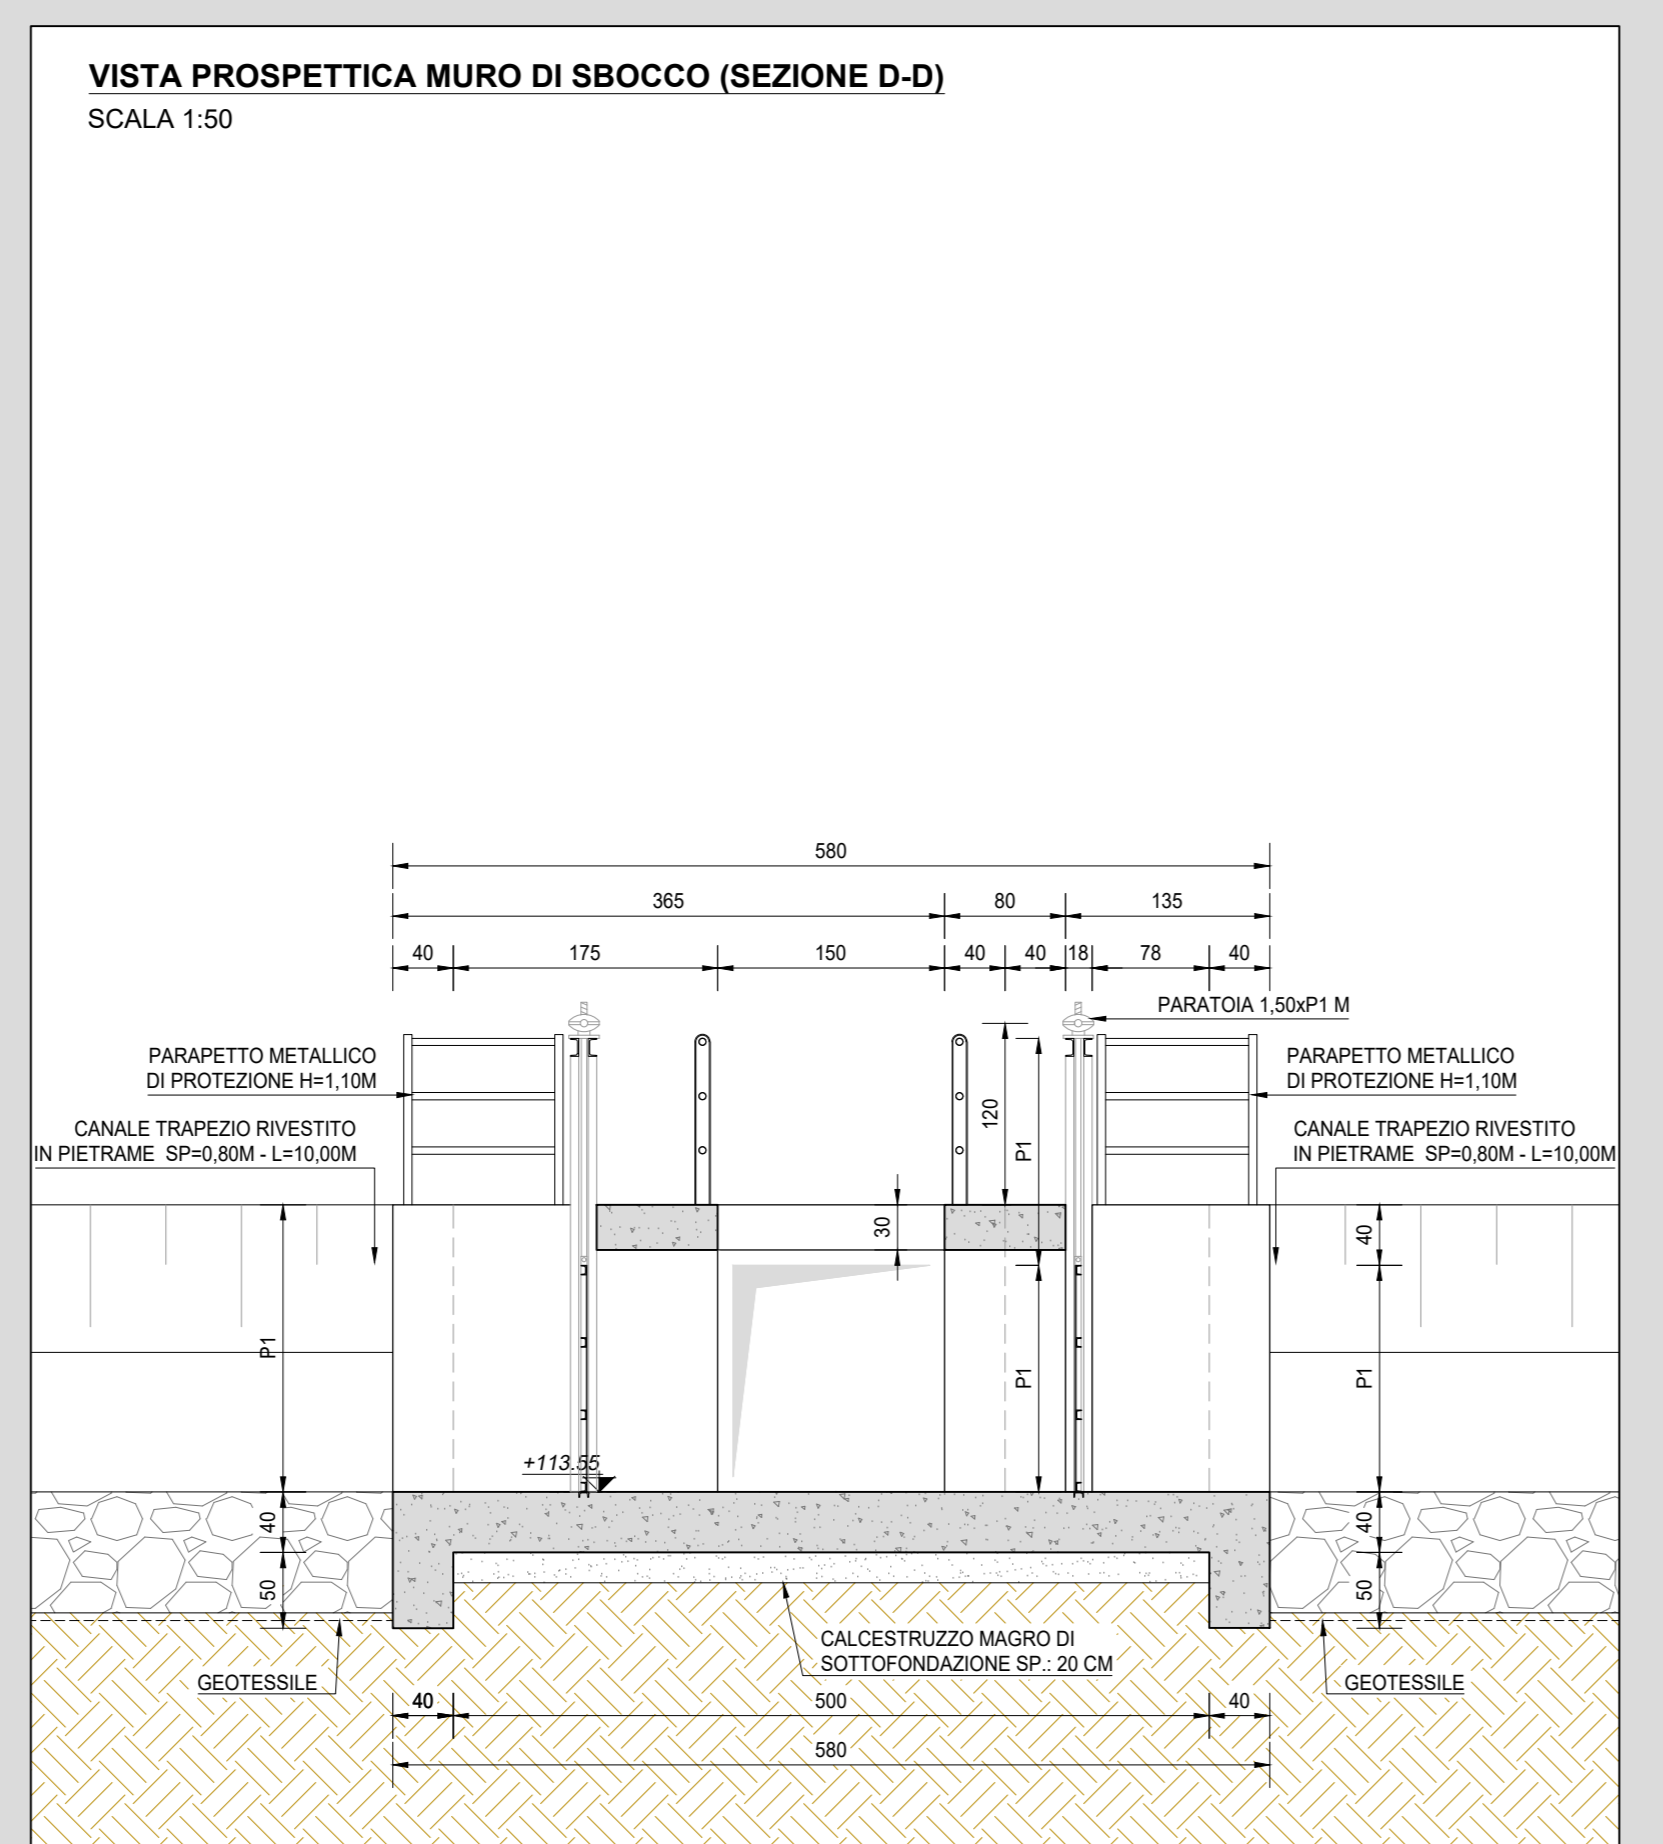 VISTA PROSPETTICA MURO DI SBOCCO (SEZIONE D-D)
SCALA 1:50
580
365 80 135
40 175 150 40 40 18 78 40
PARATOIA 1,50xP1 M
PARAPETTO METALLICO
DI PROTEZIONE H=1,10M
PARAPETTO METALLICO
DI PROTEZIONE H=1,10M
120
P1
CANALE TRAPEZIO RIVESTITO
IN PIETRAME SP=0,80M - L=10,00M
CANALE TRAPEZIO RIVESTITO
IN PIETRAME SP=0,80M - L=10,00M
30
40
P1
P1
P1
+113.55
40
40
50
50
CALCESTRUZZO MAGRO DI
SOTTOFONDAZIONE SP.: 20 CM
GEOTESSILE
GEOTESSILE
40 500 40
580